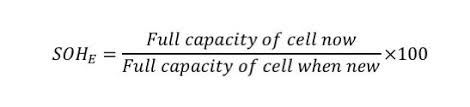 SOH_E = Full capacity of cell now / Full capacity of cell when new ×100